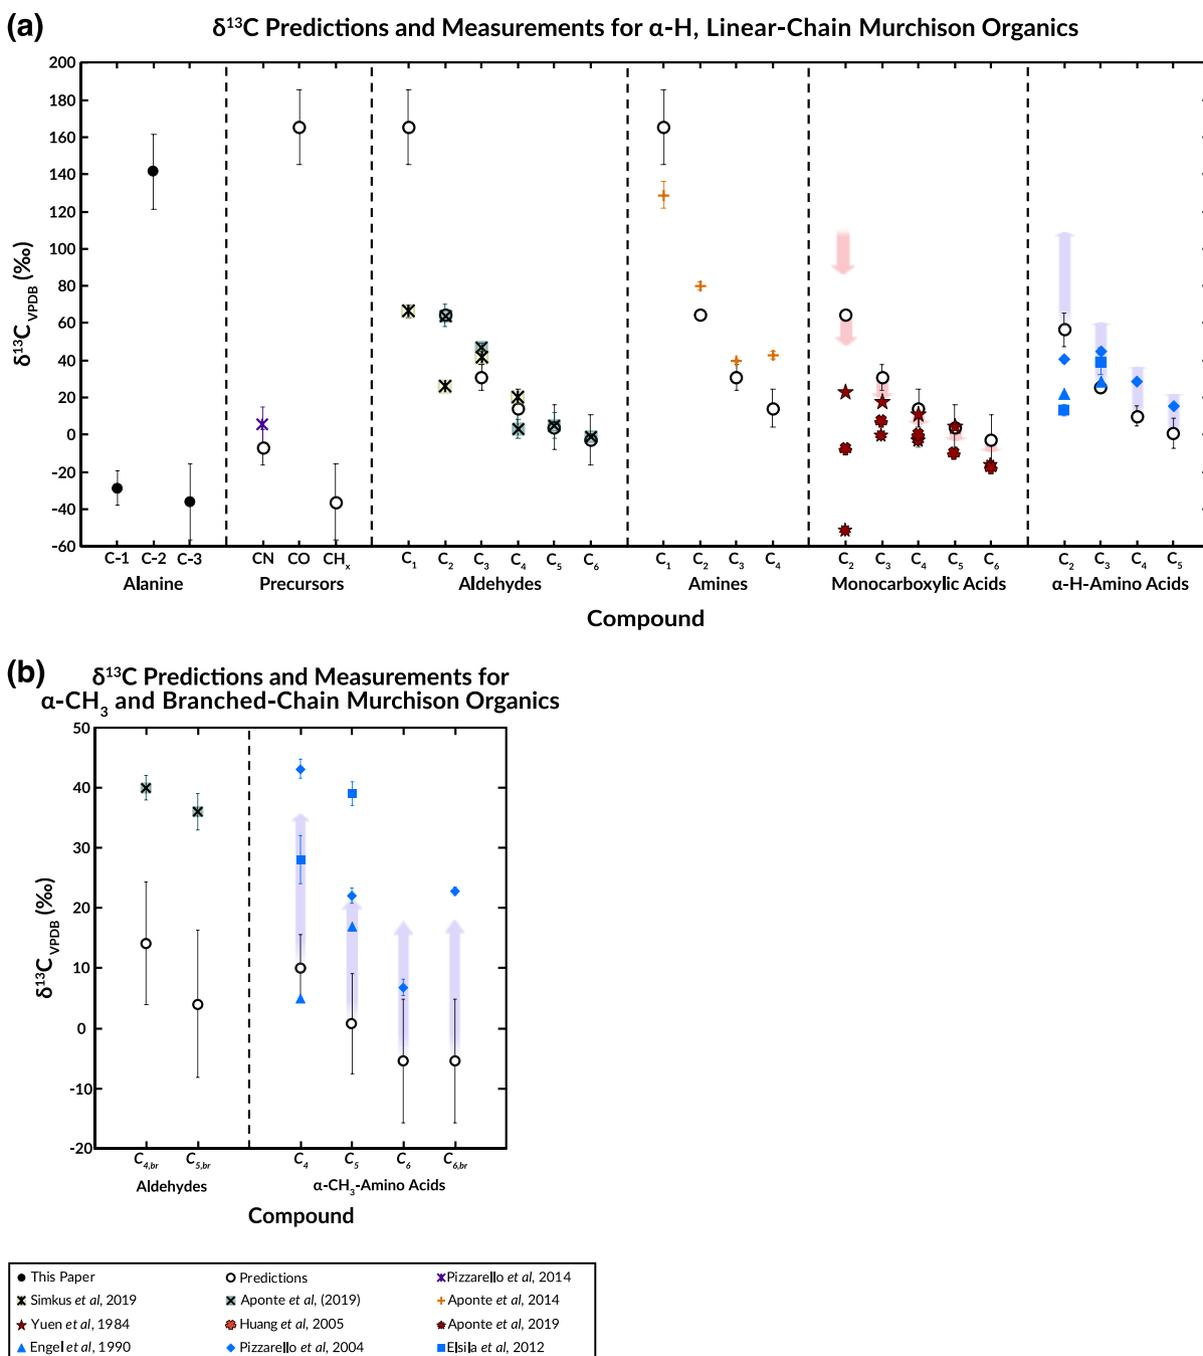 (a) δ¹³C Predictions and Measurements for α-H, Linear-Chain Murchison Organics
δ¹³C VPDB (‰)
200
180
160
140
120
100
80
60
40
20
0
-20
-40
-60
C-1 C-2 C-3 CN CO CHₓ C₁ C₂ C₃ C₄ C₅ C₆ C₁ C₂ C₃ C₄ C₂ C₃ C₄ C₅ C₆ C₂ C₃ C₄ C₅
Alanine Precursors Aldehydes Amines Monocarboxylic Acids α-H-Amino Acids
Compound
(b) δ¹³C Predictions and Measurements for
α-CH₃ and Branched-Chain Murchison Organics
δ¹³C VPDB (‰)
50
40
30
20
10
0
-10
-20
C4,br C5,br C₄ C₅ C₆ C6,br
Aldehydes α-CH₃-Amino Acids
Compound
This Paper Predictions Pizzarello et al, 2014
Simkus et al, 2019 Aponte et al, (2019) Aponte et al, 2014
Yuen et al, 1984 Huang et al, 2005 Aponte et al, 2019
Engel et al, 1990 Pizzarello et al, 2004 Elsila et al, 2012